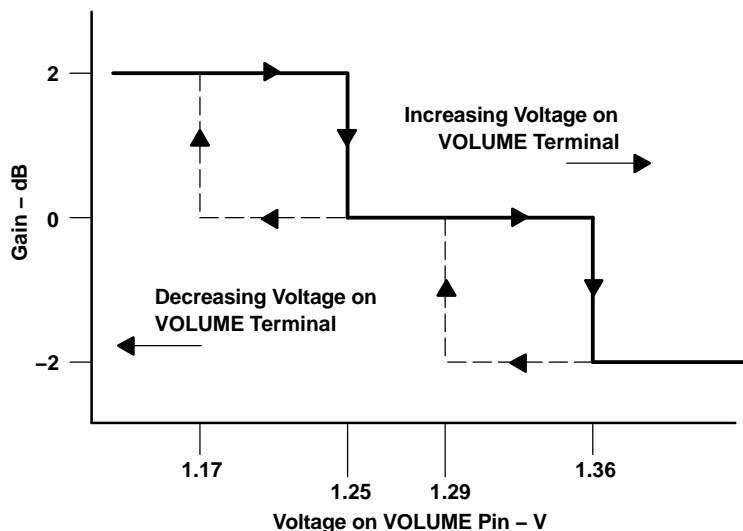 2
Increasing Voltage on
VOLUME Terminal
Gain – dB
0
Decreasing Voltage on
VOLUME Terminal
–2
1.17
1.36
1.25
1.29
Voltage on VOLUME Pin – V